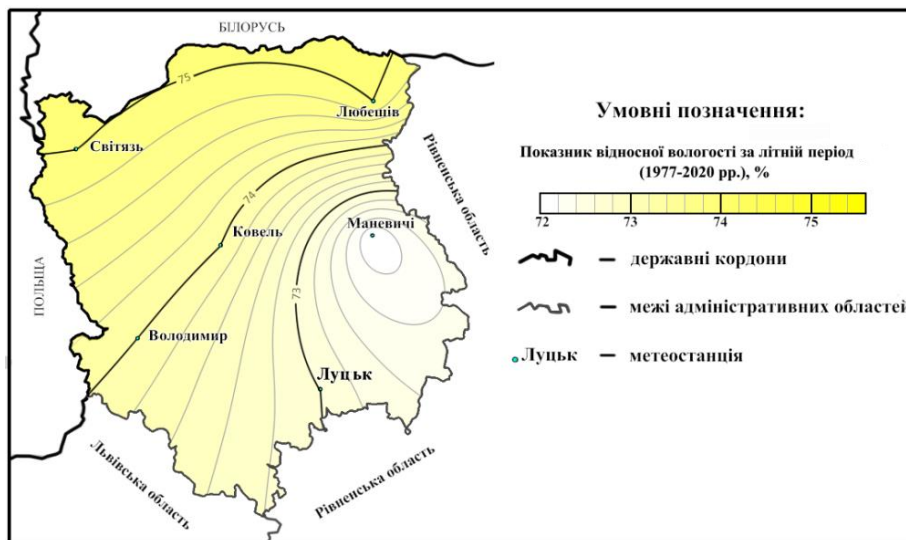 БІЛОРУСЬ
75
Любешів
Світязь
Рівненська область
74
Маневичі
Ковель
ПОЛЬЩА
73
Володимир
Луцьк
Львівська область
Рівненська область
Умовні позначення:
Показник відносної вологості за літній період
(1977-2020 рр.), %
72 73 74 75
– державні кордони
– межі адміністративних областей
Луцьк – метеостанція